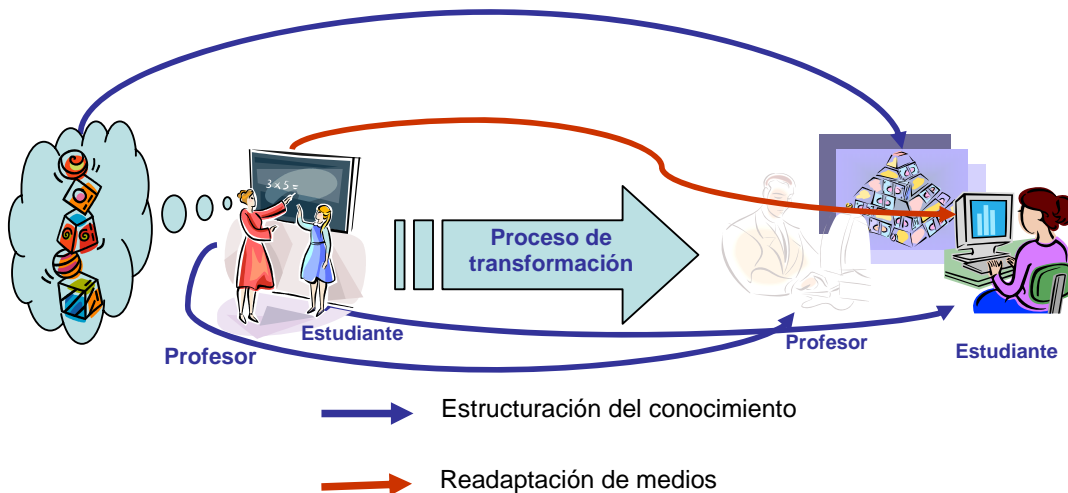 3 x 5 =
Proceso de
transformación
Estudiante
Profesor
Profesor
Estudiante
Estructuración del conocimiento
Readaptación de medios